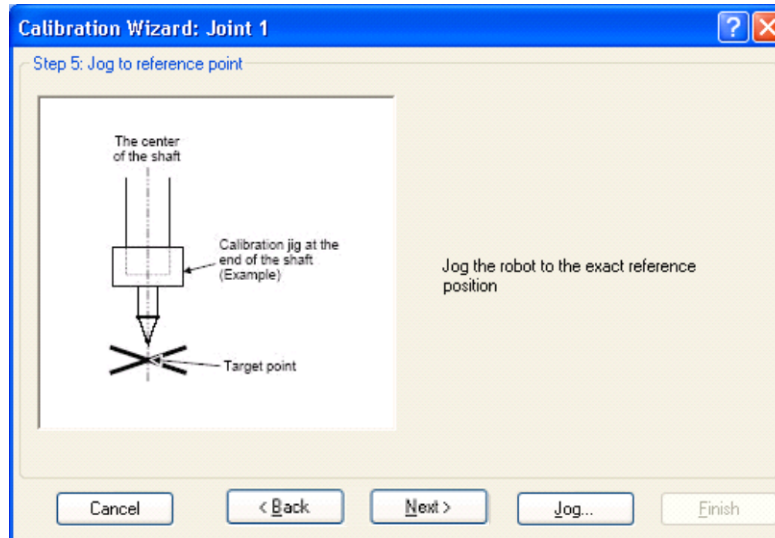 Calibration Wizard: Joint 1
Step 5: Jog to reference point
The center
of the shaft
Calibration jig at the
end of the shaft
(Example)
Target point
Jog the robot to the exact reference
position
Cancel
< Back
Next >
Jog...
Finish